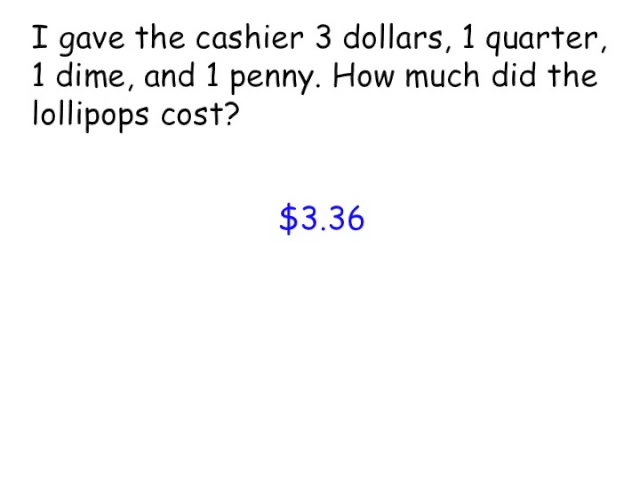 I gave the cashier 3 dollars, 1 quarter,
1 dime, and 1 penny. How much did the
lollipops cost?
$3.36